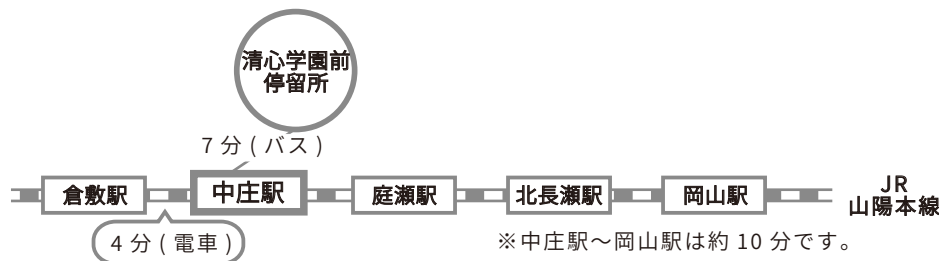 清心学園前
停留所
7分(バス)
倉敷駅
中庄駅
庭瀬駅
北長瀬駅
岡山駅
JR
山陽本線
4分(電車)
※中庄駅〜岡山駅は約10分です。